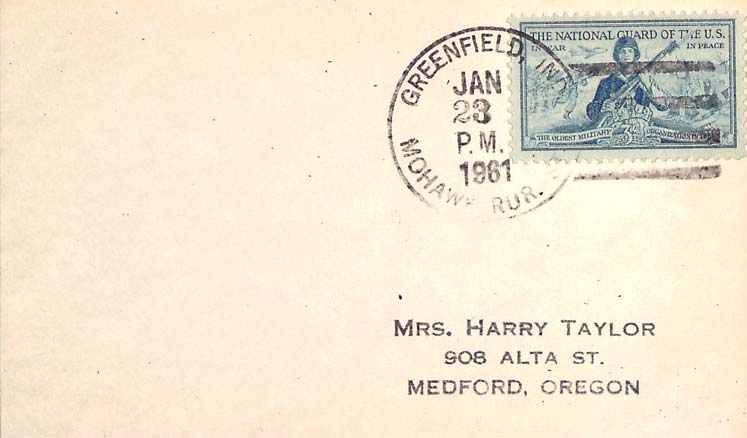 THE NATIONAL GUARD OF THE U.S.
IN WAR
IN PEACE
THE OLDEST MILITARY ORGANIZATION IN THE
3¢
GREENFIELD, IND.
JAN
23
P.M.
1961
MOHAWK RUR.
MRS. HARRY TAYLOR
908 ALTA ST.
MEDFORD, OREGON